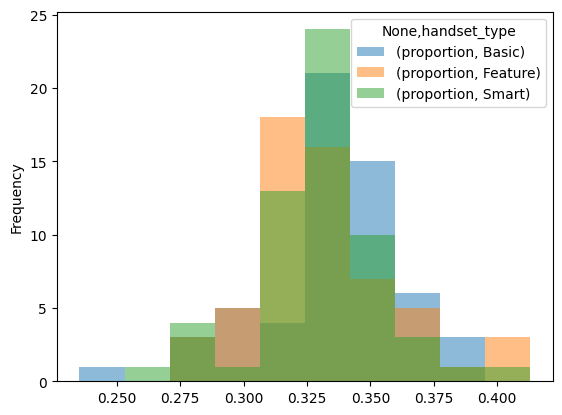 25
20
15
10
5
0
Frequency
None,handset_type
(proportion, Basic)
(proportion, Feature)
(proportion, Smart)
0.250 0.275 0.300 0.325 0.350 0.375 0.400